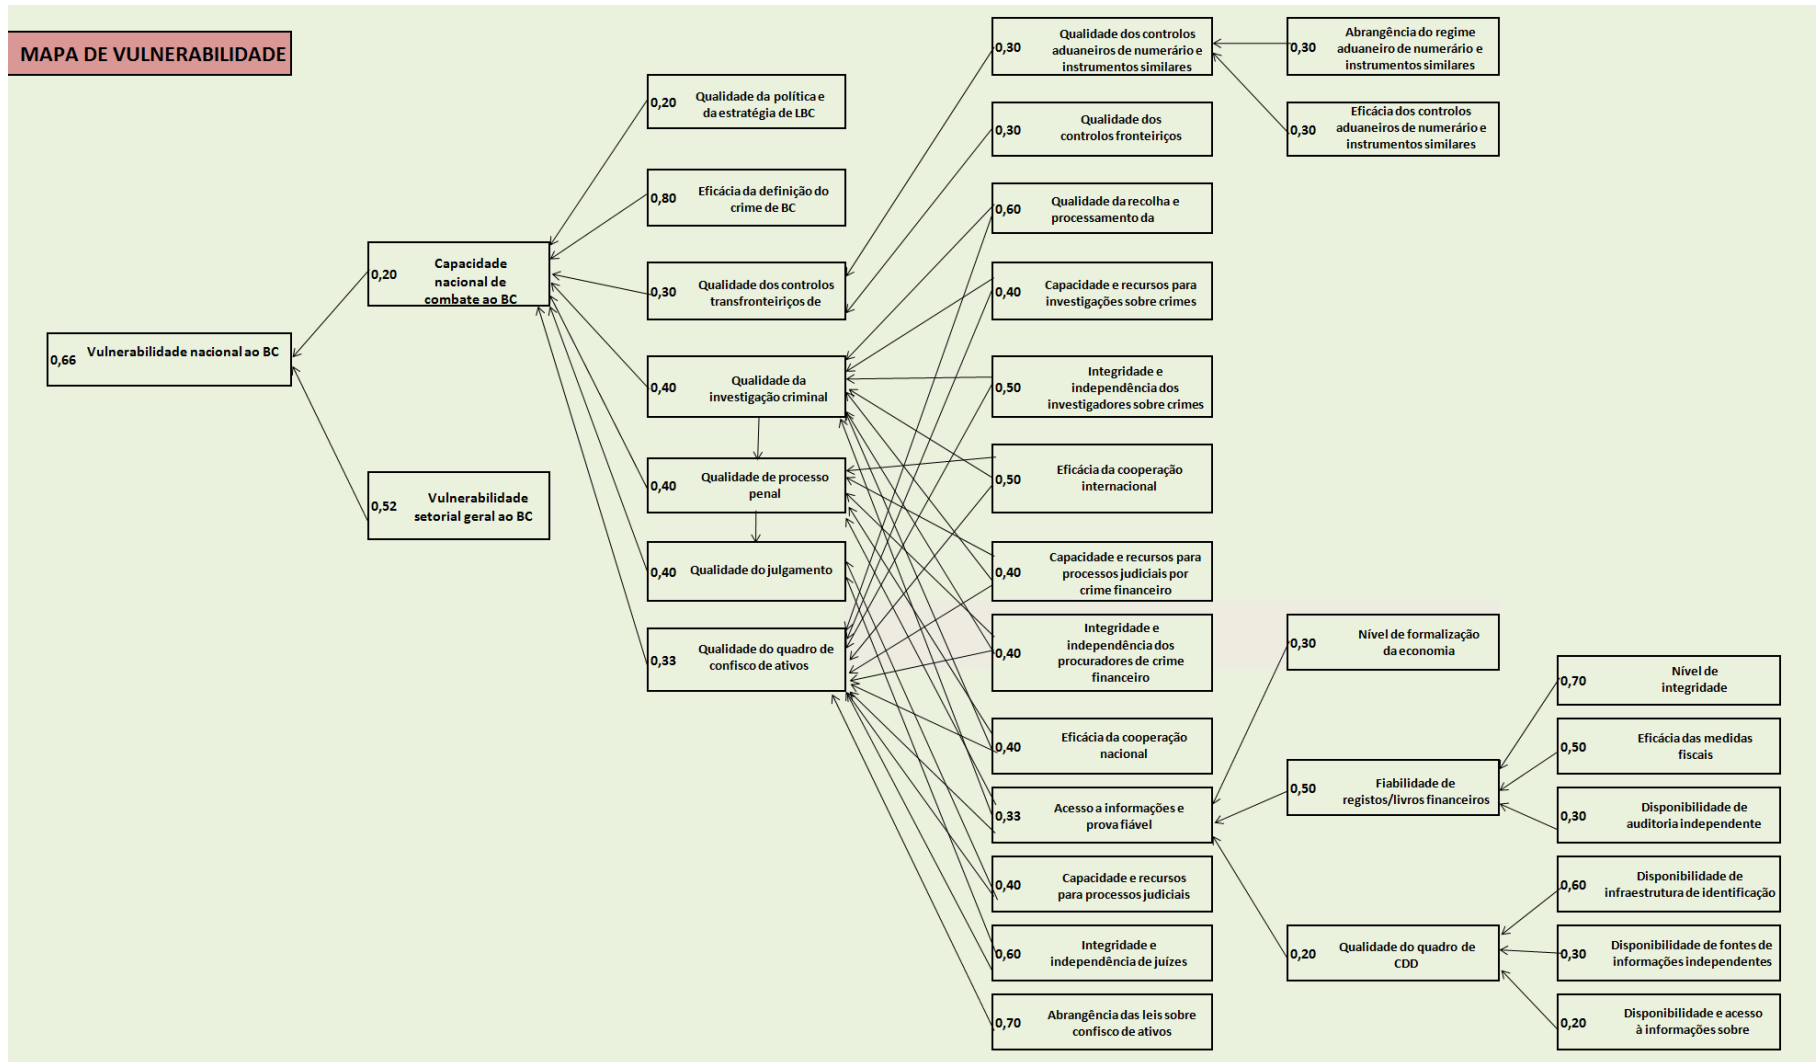 MAPA DE VULNERABILIDADE
0,66
Vulnerabilidade nacional ao BC
0,20
Capacidade
nacional de
combate ao BC
0,52
Vulnerabilidade
setorial geral ao BC
0,20
Qualidade da política e
da estratégia de LBC
0,80
Eficácia da definição do
crime de BC
0,30
Qualidade dos controlos
transfronteiriços de
0,40
Qualidade da
investigação criminal
0,40
Qualidade de processo
penal
0,40
Qualidade do julgamento
0,33
Qualidade do quadro de
confisco de ativos
0,30
Qualidade dos controlos
aduaneiros de numerário e
instrumentos similares
0,30
Qualidade dos
controlos fronteiriços
0,60
Qualidade da recolha e
processamento da
0,40
Capacidade e recursos para
investigações sobre crimes
0,50
Integridade e
independência dos
investigadores sobre crimes
0,50
Eficácia da cooperação
internacional
0,40
Capacidade e recursos para
processos judiciais por
crime financeiro
0,40
Integridade e
independência dos
procuradores de crime
financeiro
0,40
Eficácia da cooperação
nacional
0,33
Acesso a informações e
prova fiável
0,40
Capacidade e recursos
para processos judiciais
0,60
Integridade e
independência de juízes
0,70
Abrangência das leis sobre
confisco de ativos
0,30
Abrangência do regime
aduaneiro de numerário e
instrumentos similares
0,30
Eficácia dos controlos
aduaneiros de numerário e
instrumentos similares
0,30
Nível de formalização
da economia
0,50
Fiabilidade de
registos/livros financeiros
0,20
Qualidade do quadro de
CDD
0,70
Nível de
integridade
0,50
Eficácia das medidas
fiscais
0,30
Disponibilidade de
auditoria independente
0,60
Disponibilidade de
infraestrutura de identificação
0,30
Disponibilidade de fontes de
informações independentes
0,20
Disponibilidade e acesso
à informações sobre